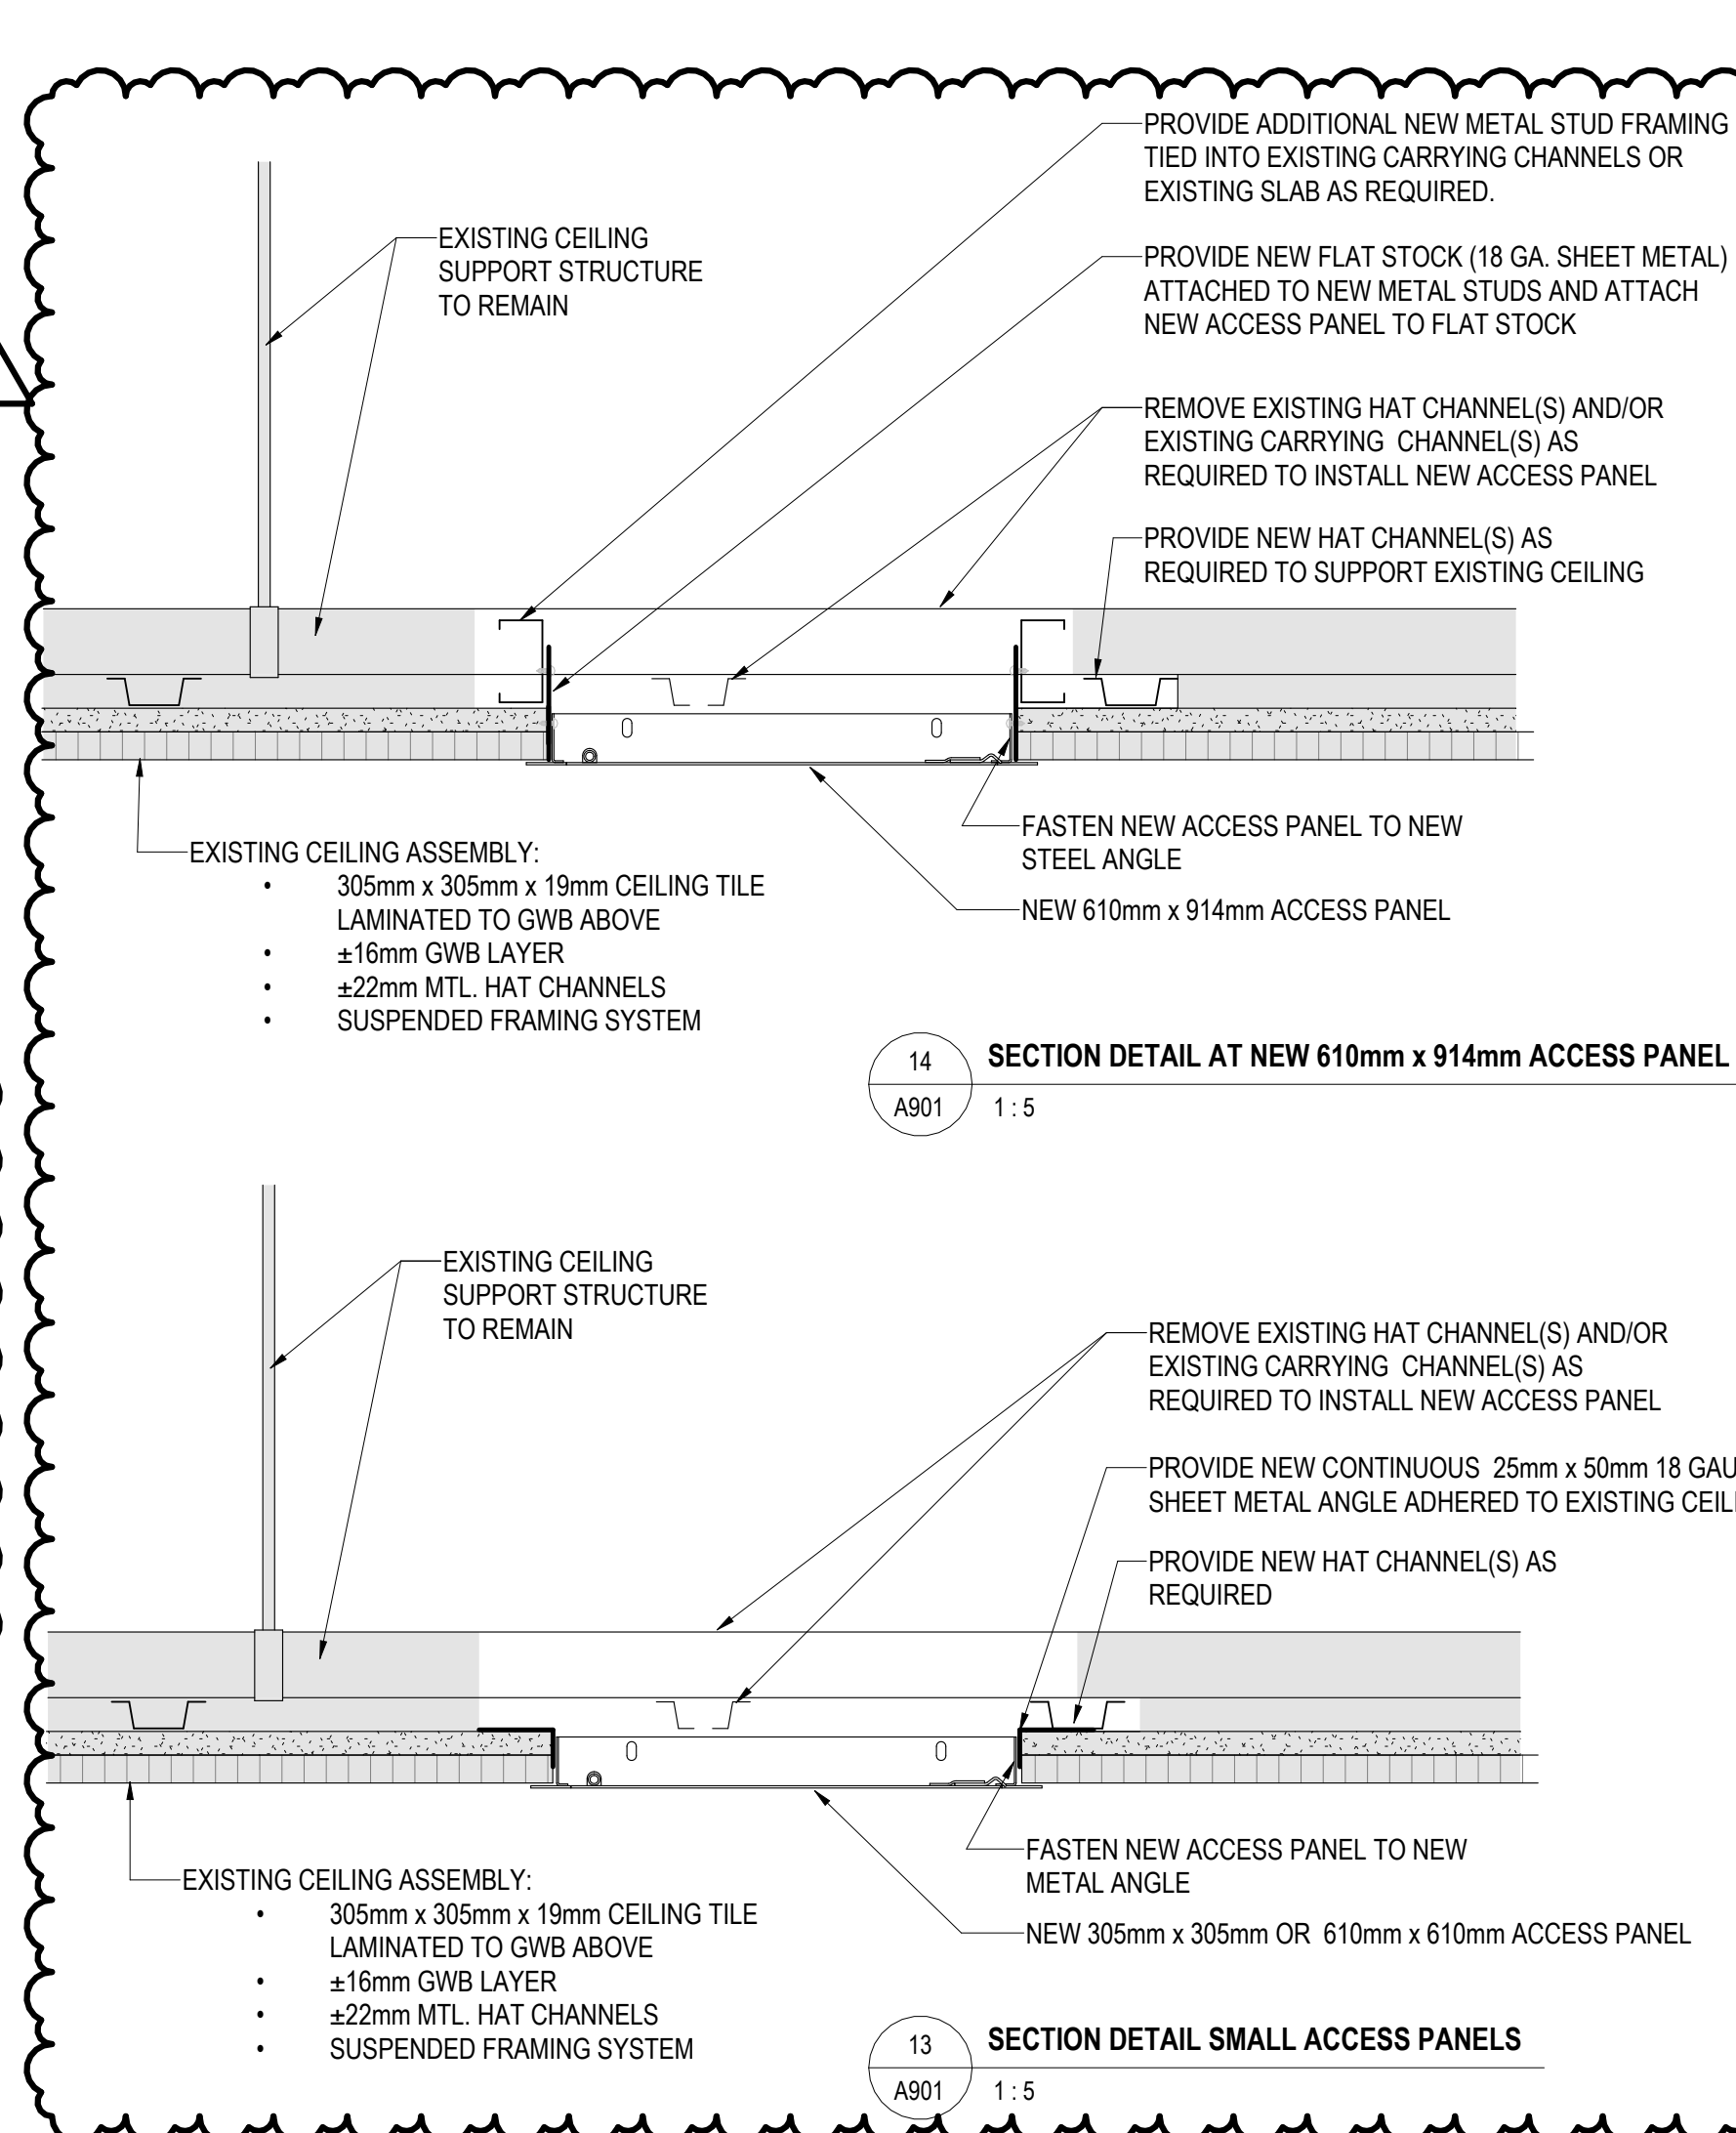 PROVIDE ADDITIONAL NEW METAL STUD FRAMING
TIED INTO EXISTING CARRYING CHANNELS OR
EXISTING SLAB AS REQUIRED.
EXISTING CEILING
SUPPORT STRUCTURE
TO REMAIN
PROVIDE NEW FLAT STOCK (18 GA. SHEET METAL)
ATTACHED TO NEW METAL STUDS AND ATTACH
NEW ACCESS PANEL TO FLAT STOCK
REMOVE EXISTING HAT CHANNEL(S) AND/OR
EXISTING CARRYING CHANNEL(S) AS
REQUIRED TO INSTALL NEW ACCESS PANEL
PROVIDE NEW HAT CHANNEL(S) AS
REQUIRED TO SUPPORT EXISTING CEILING
FASTEN NEW ACCESS PANEL TO NEW
STEEL ANGLE
NEW 610mm x 914mm ACCESS PANEL
EXISTING CEILING ASSEMBLY:
• 305mm x 305mm x 19mm CEILING TILE
LAMINATED TO GWB ABOVE
• ±16mm GWB LAYER
• ±22mm MTL. HAT CHANNELS
• SUSPENDED FRAMING SYSTEM
14 SECTION DETAIL AT NEW 610mm x 914mm ACCESS PANEL
A901 1 : 5
EXISTING CEILING
SUPPORT STRUCTURE
TO REMAIN
REMOVE EXISTING HAT CHANNEL(S) AND/OR
EXISTING CARRYING CHANNEL(S) AS
REQUIRED TO INSTALL NEW ACCESS PANEL
PROVIDE NEW CONTINUOUS 25mm x 50mm 18
SHEET METAL ANGLE ADHERED TO EXISTING
PROVIDE NEW HAT CHANNEL(S) AS
REQUIRED
FASTEN NEW ACCESS PANEL TO NEW
METAL ANGLE
NEW 305mm x 305mm OR 610mm x 610mm ACCESS PANEL
EXISTING CEILING ASSEMBLY:
• 305mm x 305mm x 19mm CEILING TILE
LAMINATED TO GWB ABOVE
• ±16mm GWB LAYER
• ±22mm MTL. HAT CHANNELS
• SUSPENDED FRAMING SYSTEM
13 SECTION DETAIL SMALL ACCESS PANELS
A901 1 : 5